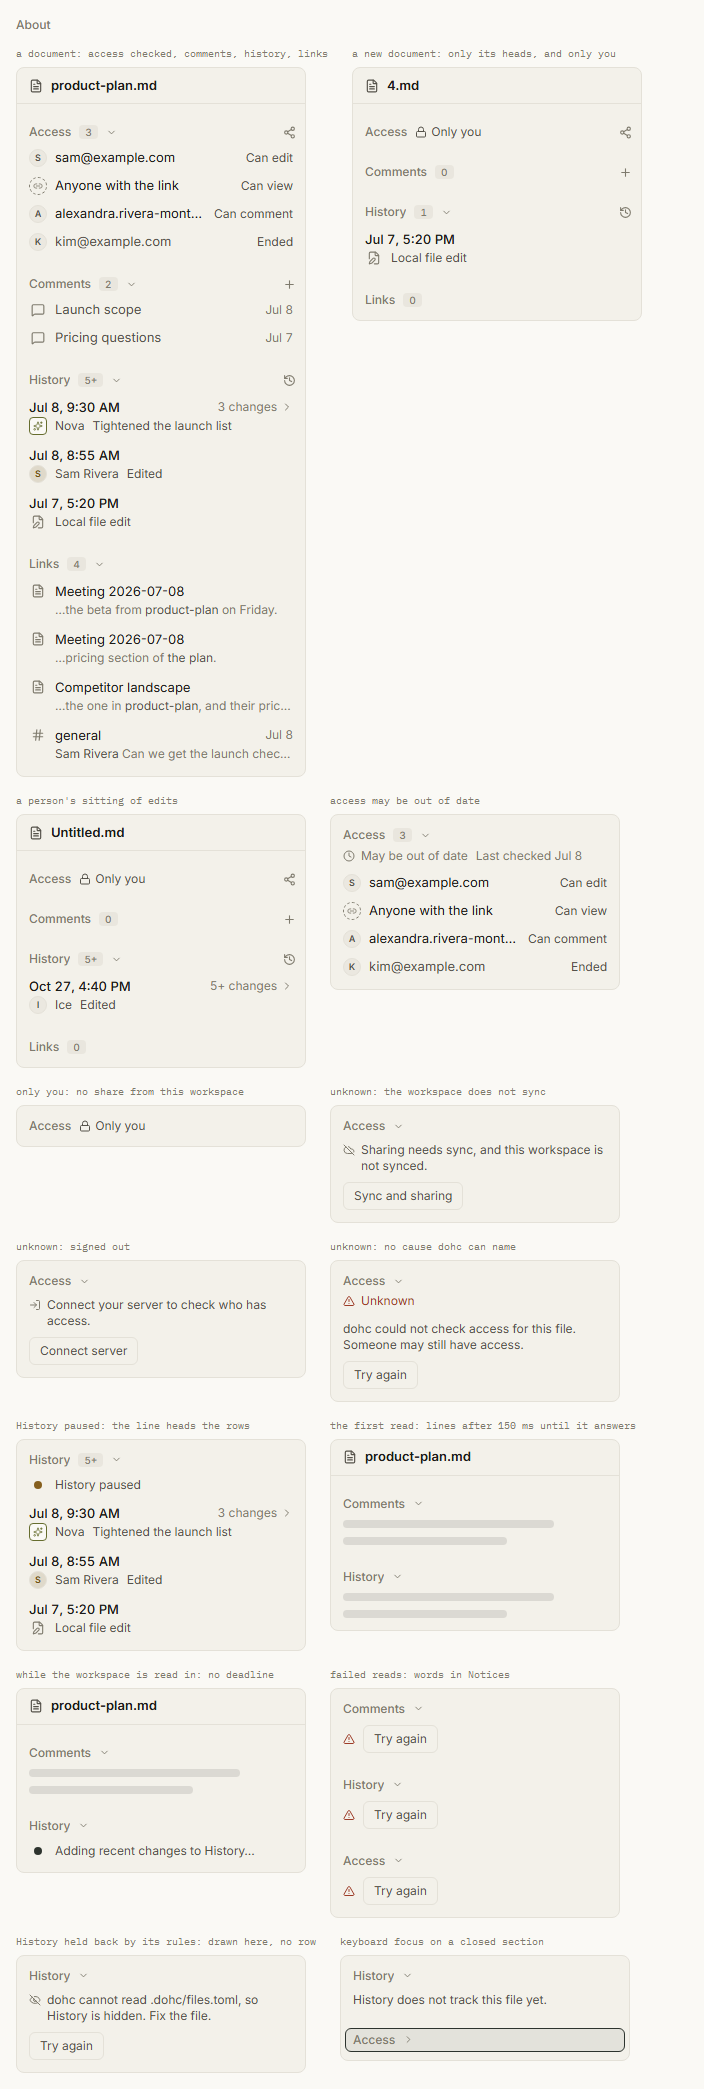 About
a document: access checked, comments, history, links
product-plan.md
Access 3
S sam@example.com Can edit
Anyone with the link Can view
A alexandra.rivera-mont... Can comment
K kim@example.com Ended
Comments 2
Launch scope Jul 8
Pricing questions Jul 7
History 5+
Jul 8, 9:30 AM 3 changes
Nova Tightened the launch list
Jul 8, 8:55 AM
S Sam Rivera Edited
Jul 7, 5:20 PM
Local file edit
Links 4
Meeting 2026-07-08
...the beta from product-plan on Friday.
Meeting 2026-07-08
...pricing section of the plan.
Competitor landscape
...the one in product-plan, and their pric...
general Jul 8
Sam Rivera Can we get the launch chec...
a new document: only its heads, and only you
4.md
Access Only you
Comments 0
History 1
Jul 7, 5:20 PM
Local file edit
Links 0
a person's sitting of edits
Untitled.md
Access Only you
Comments 0
History 5+
Oct 27, 4:40 PM 5+ changes
I Ice Edited
Links 0
access may be out of date
Access 3
May be out of date Last checked Jul 8
S sam@example.com Can edit
Anyone with the link Can view
A alexandra.rivera-mont... Can comment
K kim@example.com Ended
only you: no share from this workspace
Access Only you
unknown: the workspace does not sync
Access
Sharing needs sync, and this workspace is
not synced.
Sync and sharing
unknown: signed out
Access
Connect your server to check who has
access.
Connect server
unknown: no cause dohc can name
Access
Unknown
dohc could not check access for this file.
Someone may still have access.
Try again
History paused: the line heads the rows
History 5+
History paused
Jul 8, 9:30 AM 3 changes
Nova Tightened the launch list
Jul 8, 8:55 AM
S Sam Rivera Edited
Jul 7, 5:20 PM
Local file edit
the first read: lines after 150 ms until it answers
product-plan.md
Comments
History
while the workspace is read in: no deadline
product-plan.md
Comments
History
Adding recent changes to History...
failed reads: words in Notices
Comments
Try again
History
Try again
Access
Try again
History held back by its rules: drawn here, no row
History
dohc cannot read .dohc/files.toml, so
History is hidden. Fix the file.
Try again
keyboard focus on a closed section
History
History does not track this file yet.
Access